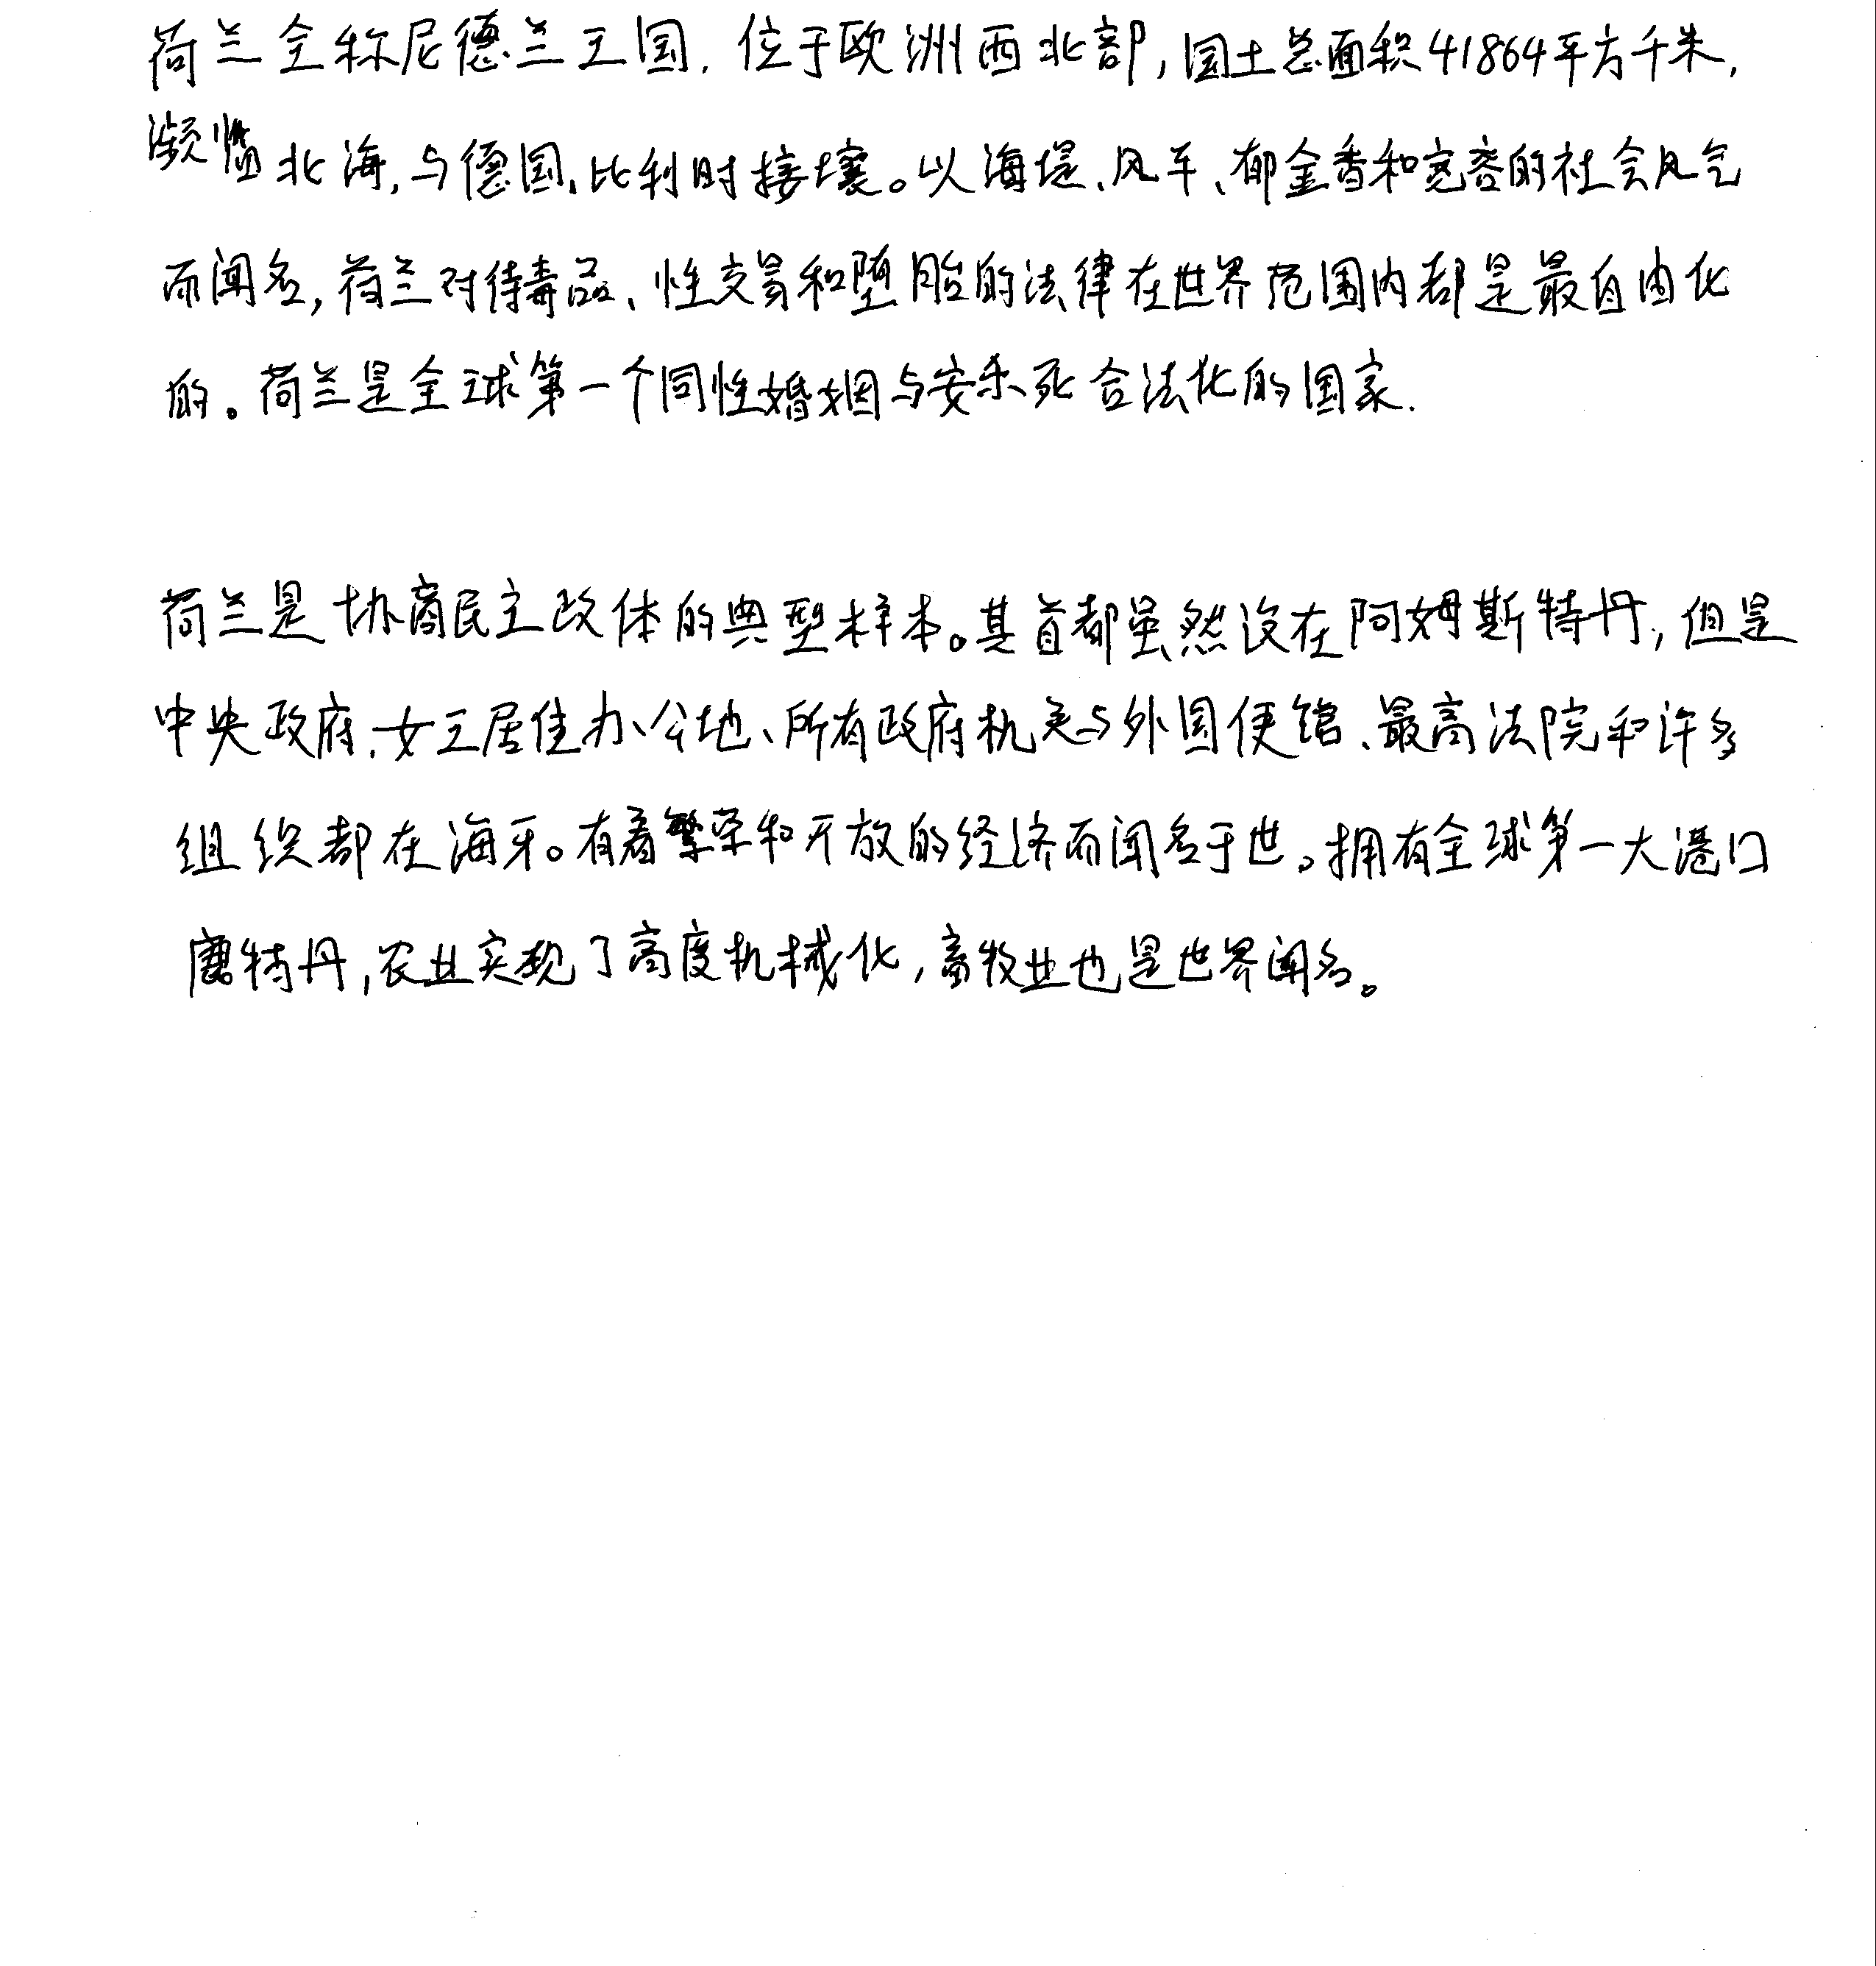 荷兰全称尼德兰王国，位于欧洲西北部，国土总面积41864平方千米，
濒临北海，与德国、比利时接壤。以海堤、风车、郁金香和宽容的社会风气
而闻名，荷兰对待毒品、性交易和堕胎的法律在世界范围内都是最自由化
的。荷兰是全球第一个同性婚姻与安乐死合法化的国家.
荷兰是协商民主政体的典型样本。其首都虽然设在阿姆斯特丹，但是
中央政府、女王居住办公地、所有政府机关与外国使馆、最高法院和许多
组织都在海牙。有着繁荣和开放的经济而闻名于世。拥有全球第一大港口
鹿特丹，农业实现了高度机械化，畜牧业也是世界闻名。